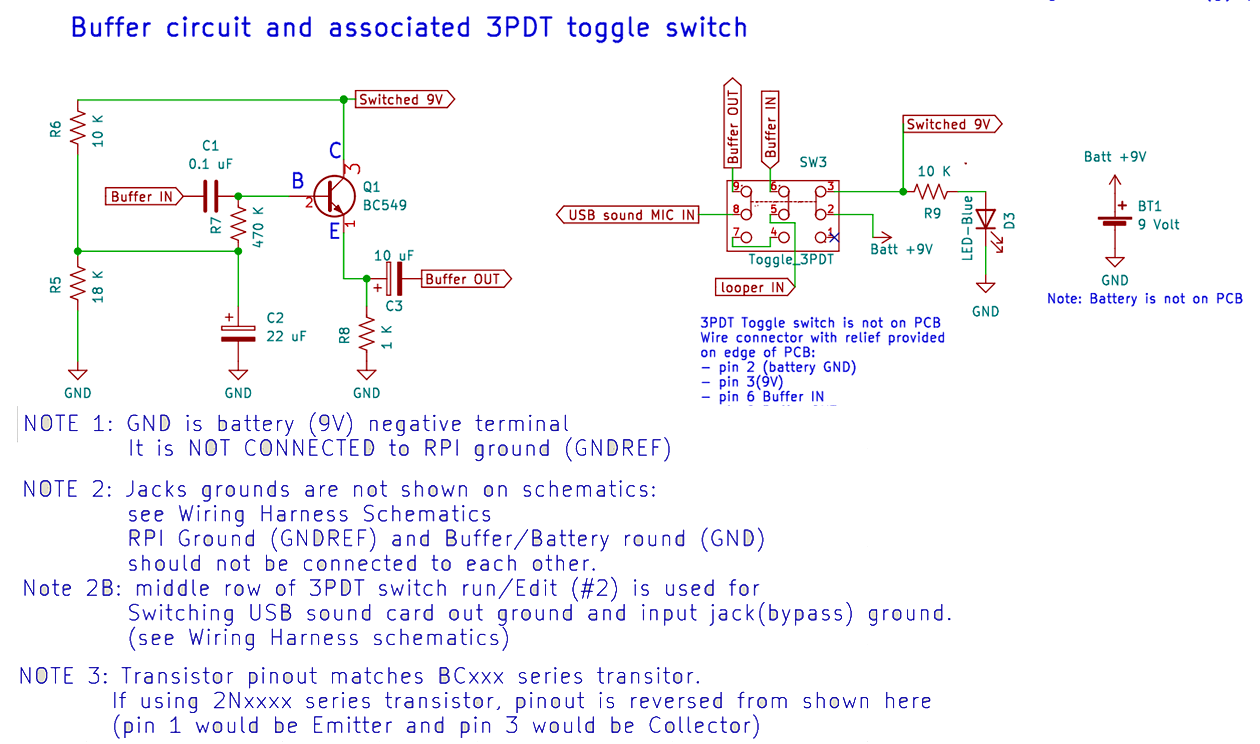 Buffer circuit and associated 3PDT toggle switch
Switched 9V
R6
10 K
C1
0.1 uF
Buffer IN
R7
470 K
B
C
E
2
3
1
Q1
BC549
R5
18 K
C2
22 uF
10 uF
C3
Buffer OUT
R8
1 K
GND
GND
GND
Buffer OUT
Buffer IN
SW3
9
6
3
8
5
2
7
4
1
USB sound MIC IN
Toggle_3PDT
looper IN
Batt +9V
Switched 9V
10 K
R9
LED-Blue
D3
GND
Batt +9V
BT1
9 Volt
GND
Note: Battery is not on PCB
3PDT Toggle switch is not on PCB
Wire connector with relief provided
on edge of PCB:
- pin 2 (battery GND)
- pin 3(9V)
- pin 6 Buffer IN
NOTE 1: GND is battery (9V) negative terminal
It is NOT CONNECTED to RPI ground (GNDREF)
NOTE 2: Jacks grounds are not shown on schematics:
see Wiring Harness Schematics
RPI Ground (GNDREF) and Buffer/Battery round (GND)
should not be connected to each other.
Note 2B: middle row of 3PDT switch run/Edit (#2) is used for
Switching USB sound card out ground and input jack(bypass) ground.
(see Wiring Harness schematics)
NOTE 3: Transistor pinout matches BCxxx series transitor.
If using 2Nxxxx series transistor, pinout is reversed from shown here
(pin 1 would be Emitter and pin 3 would be Collector)